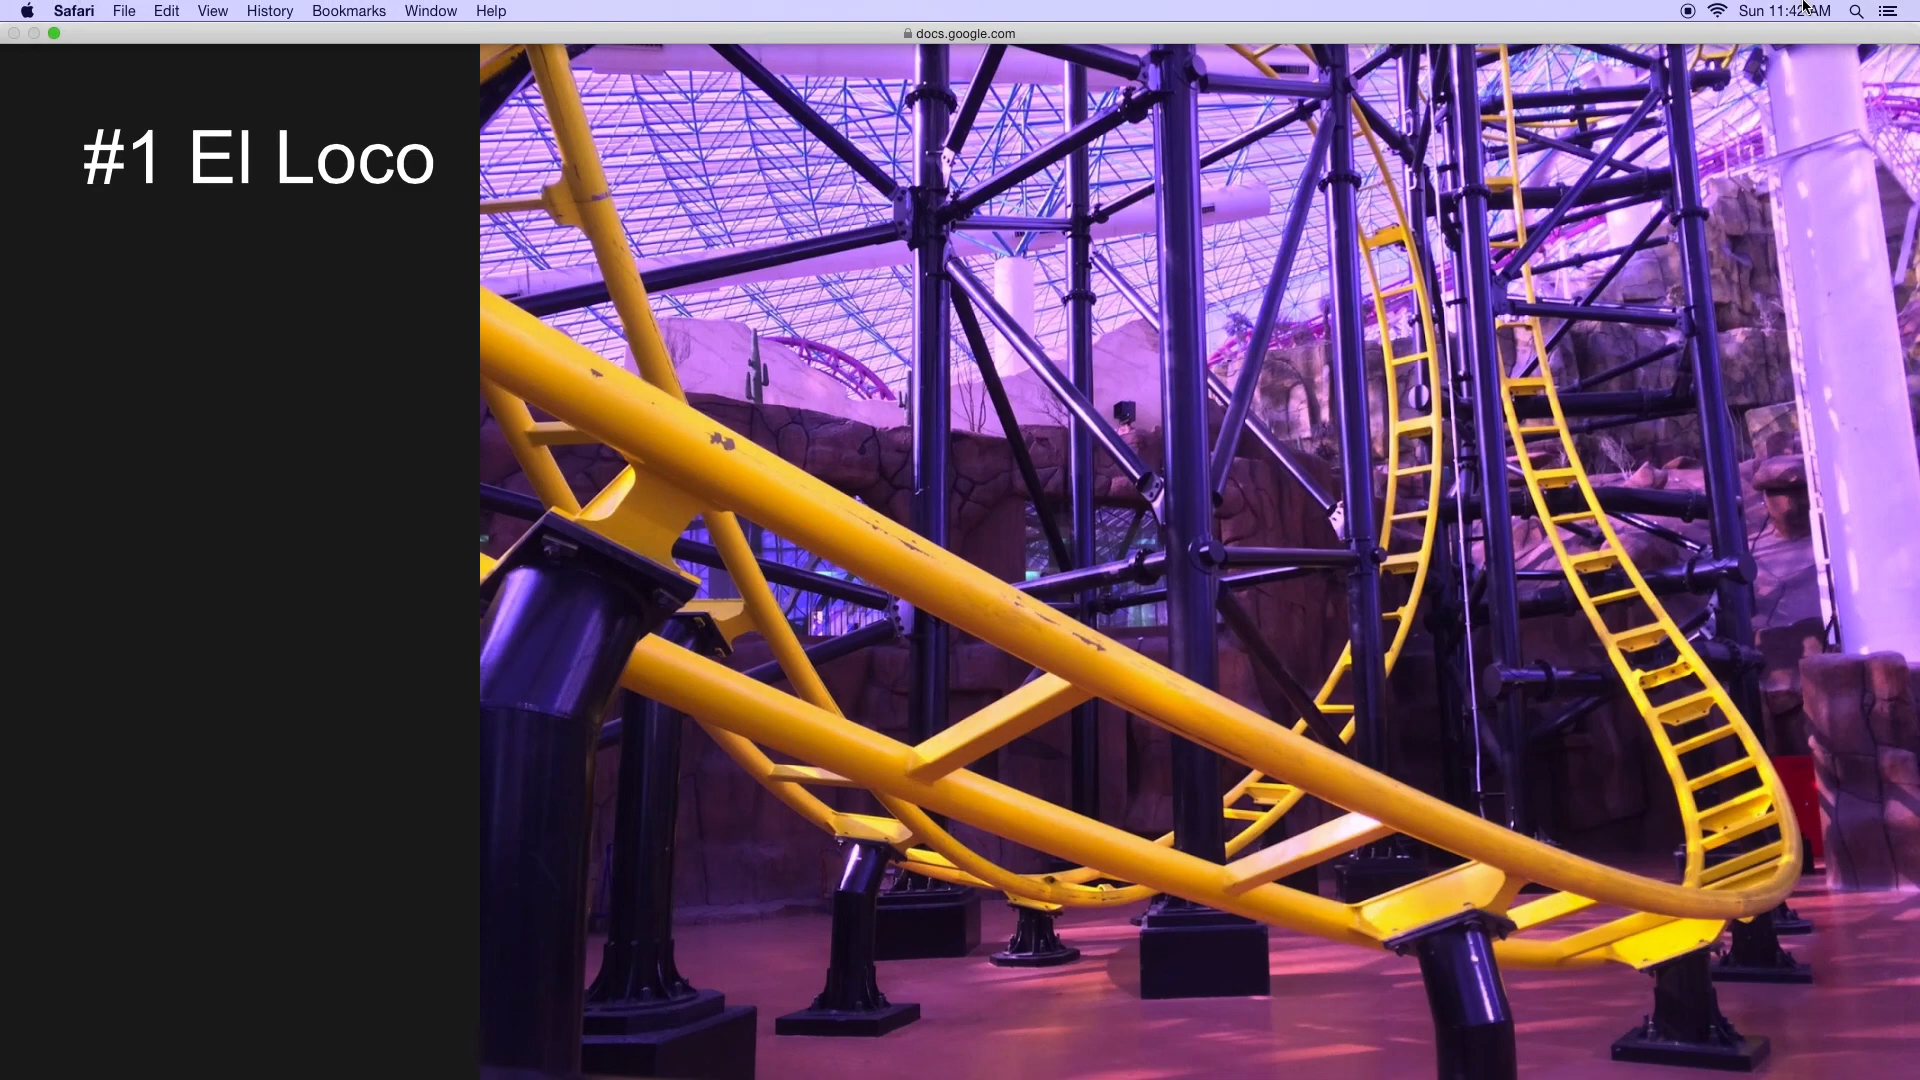 Safari File Edit View History Bookmarks Window Help Sun 11:42 AM
docs.google.com
#1 El Loco